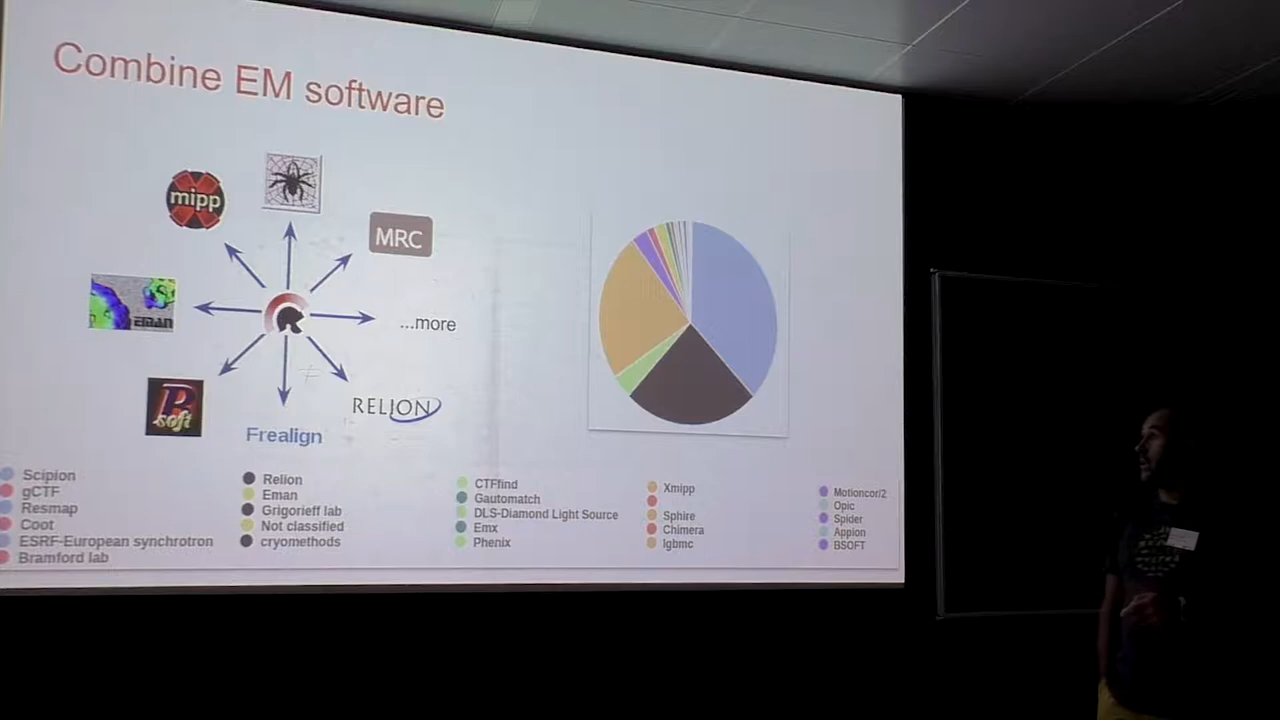 Combine EM software
mipp
MRC
EMAN
...more
B
soft
RELION
Frealign
Scipion
gCTF
Resmap
Coot
ESRF-European synchrotron
Bramford lab
Relion
Eman
Grigorieff lab
Not classified
cryomethods
CTFfind
Gautomatch
DLS-Diamond Light Source
Emx
Phenix
Xmipp
Sphire
Chimera
Igbmc
Motioncor/2
Opic
Spider
Appion
BSOFT